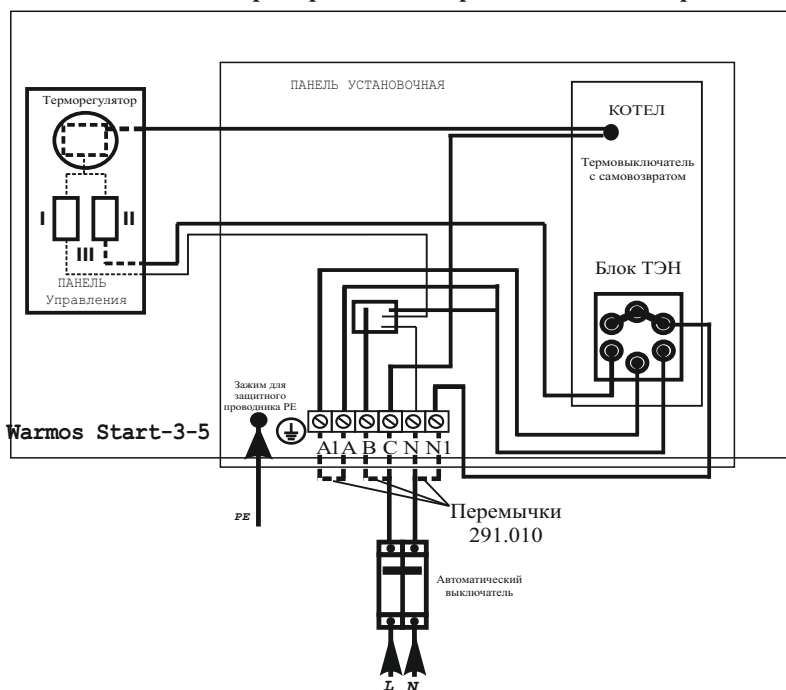 ПАНЕЛЬ УСТАНОВОЧНАЯ
Терморегулятор
КОТЕЛ
Термовыключатель
с самовозвратом
I
II
III
ПАНЕЛЬ
Управления
Блок ТЭН
Зажим для
защитного
проводника PE
Warmos Start-3-5
A1 A B C N N1
PE
Перемычки
291.010
Автоматический
выключатель
L N